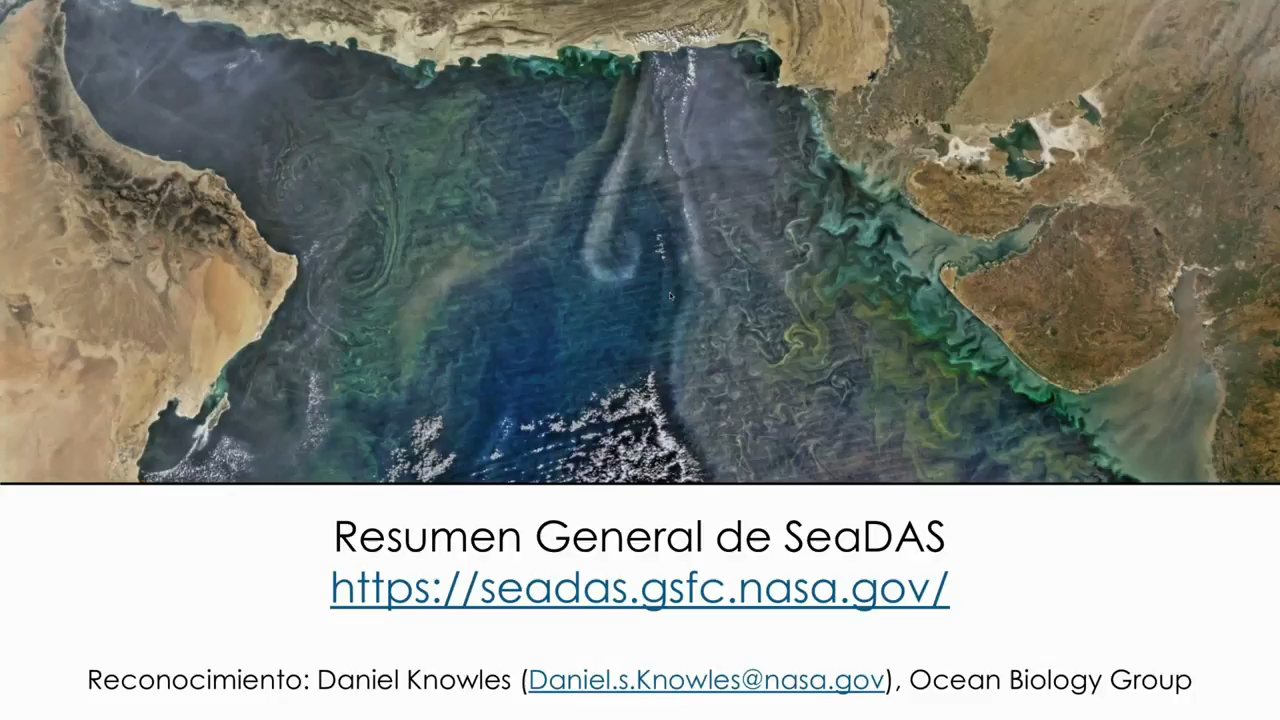 Resumen General de SeaDAS
https://seadas.gsfc.nasa.gov/
Reconocimiento: Daniel Knowles (Daniel.s.Knowles@nasa.gov), Ocean Biology Group